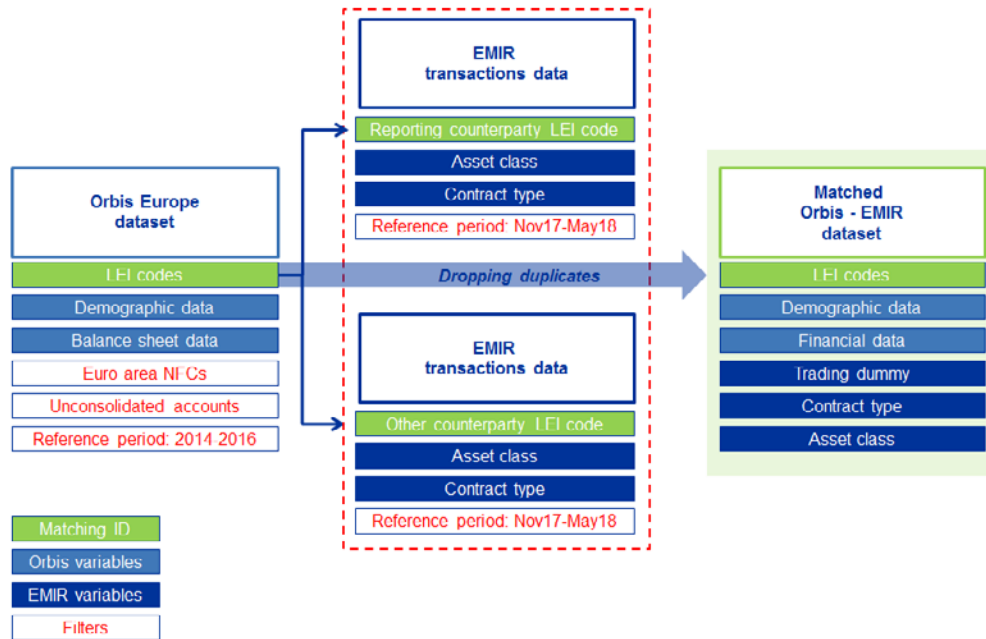 Orbis Europe
dataset
LEI codes
Demographic data
Balance sheet data
Euro area NFCs
Unconsolidated accounts
Reference period: 2014-2016
EMIR
transactions data
Reporting counterparty LEI code
Asset class
Contract type
Reference period: Nov17-May18
Dropping duplicates
EMIR
transactions data
Other counterparty LEI code
Asset class
Contract type
Reference period: Nov17-May18
Matched
Orbis - EMIR
dataset
LEI codes
Demographic data
Financial data
Trading dummy
Contract type
Asset class
Matching ID
Orbis variables
EMIR variables
Filters